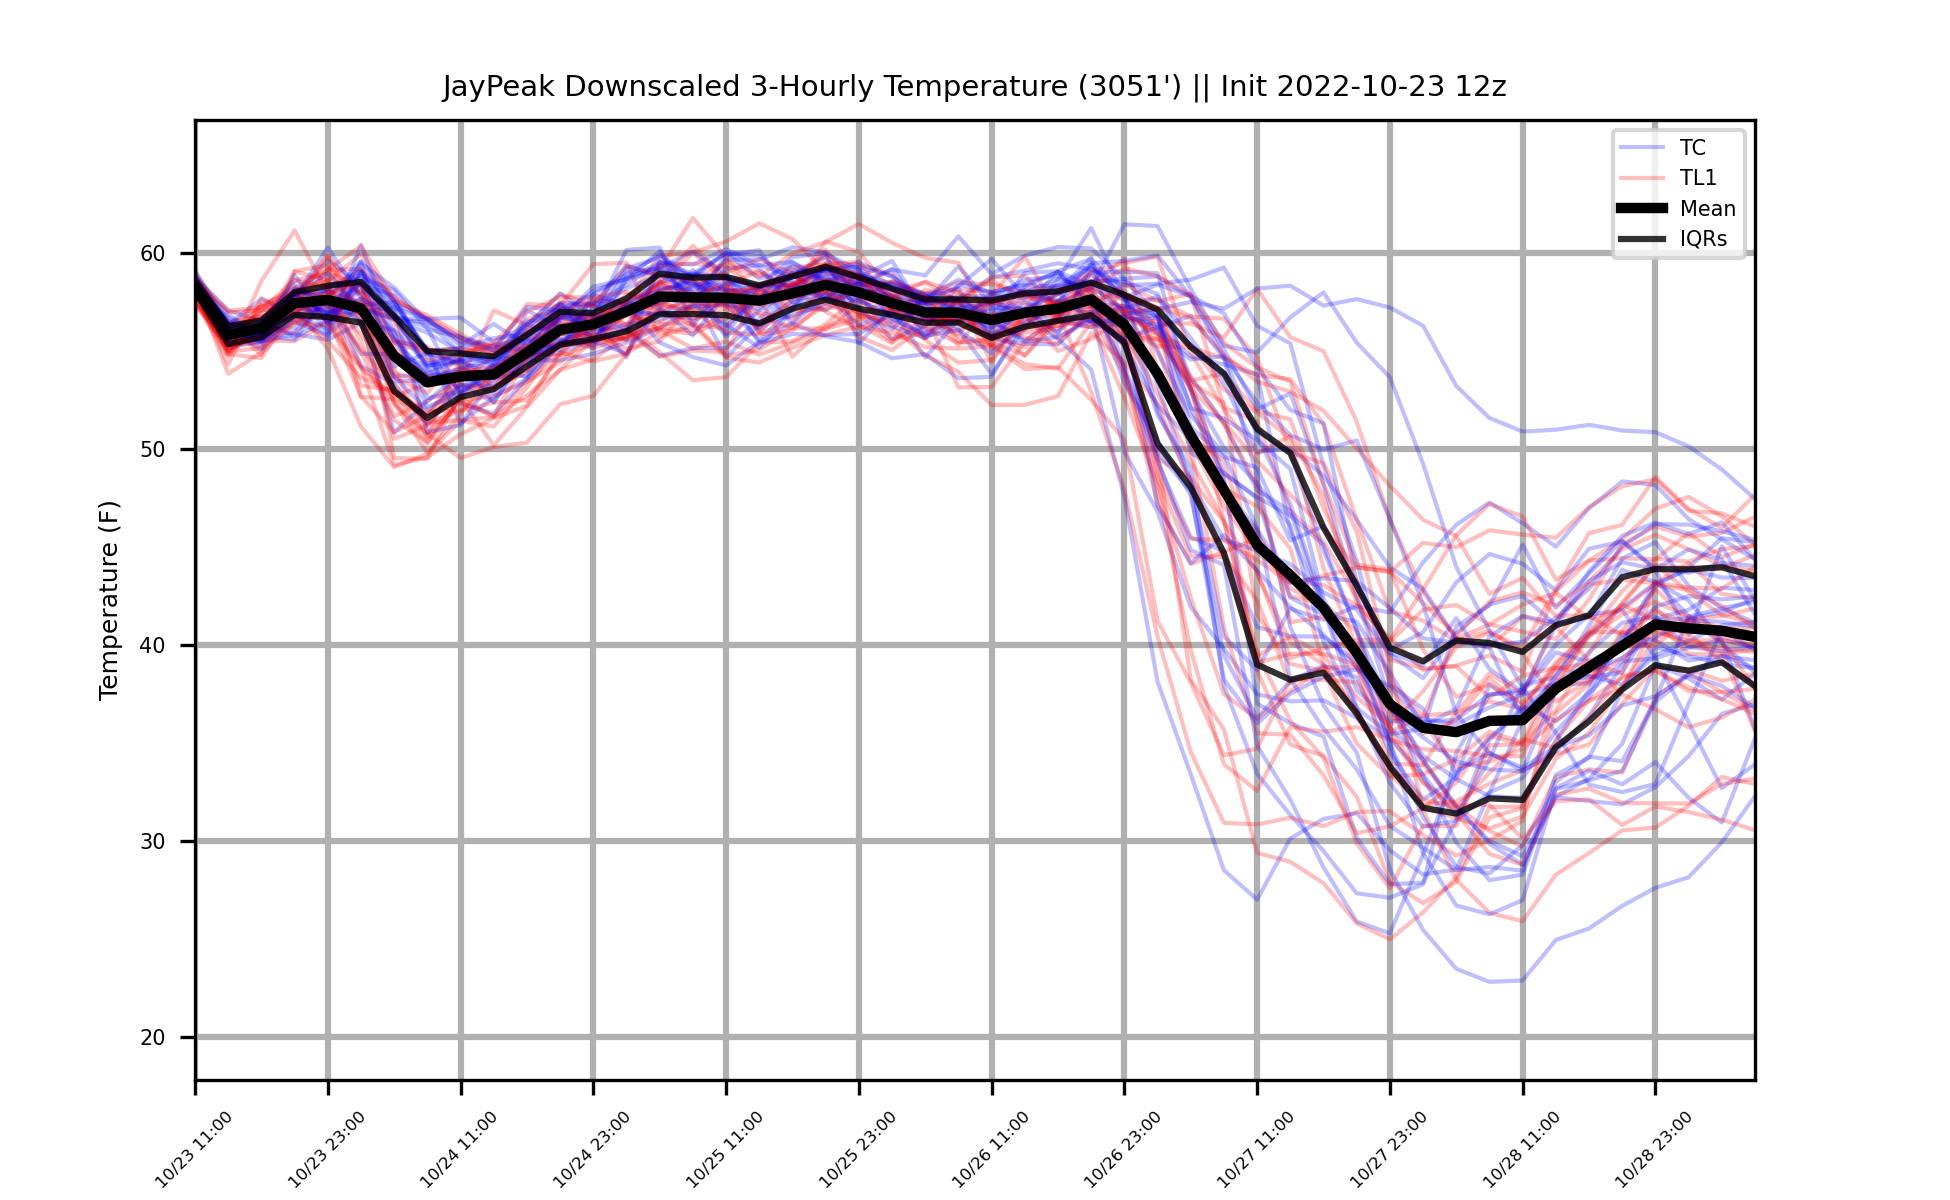 JayPeak Downscaled 3-Hourly Temperature (3051') || Init 2022-10-23 12z
TC
TL1
Mean
IQRs
Temperature (F)
60
50
40
30
20
10/23 11:00
10/23 23:00
10/24 11:00
10/24 23:00
10/25 11:00
10/25 23:00
10/26 11:00
10/26 23:00
10/27 11:00
10/27 23:00
10/28 11:00
10/28 23:00